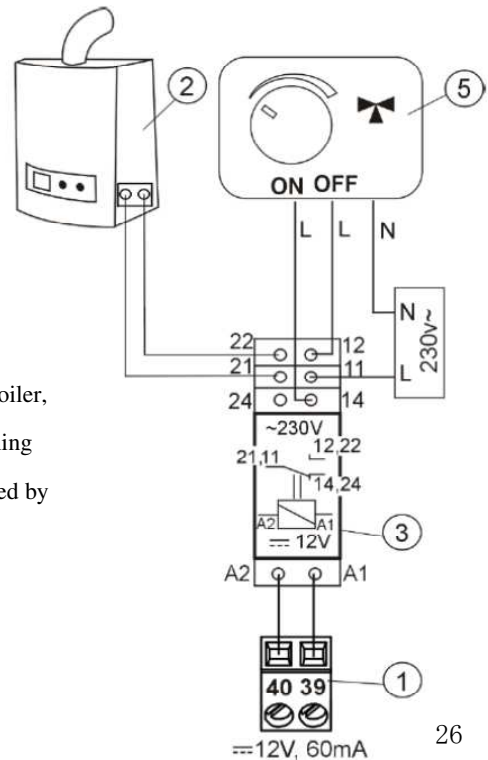 2
5
ON OFF
L L N
N
230v~
L
22 12
21 11
24 14
oiler,
ing
ed by
~230V
12,22
21,11
14,24
A2 A1
⎓ 12V
3
A2 A1
40 39
1
⎓12V, 60mA
26